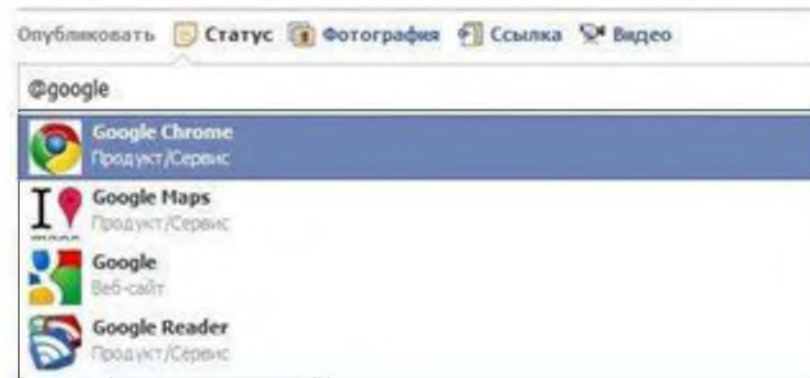 Опубликовать Статус Фотография Ссылка Видео
@google
Google Chrome
Продукт/Сервис
I
Google Maps
Продукт/Сервис
Google
Веб-сайт
Google Reader
Продукт/Сервис